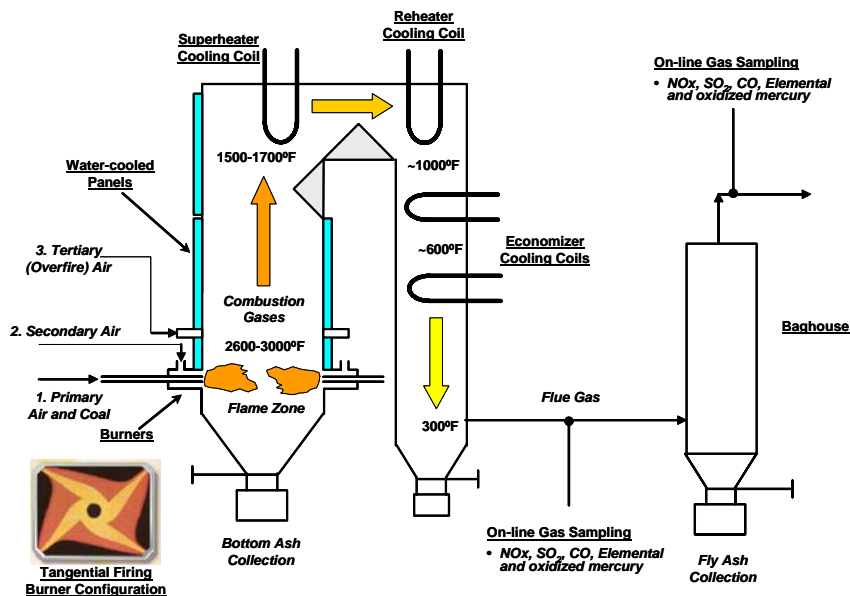 Reheater
Cooling Coil
Superheater
Cooling Coil
On-line Gas Sampling
• NOx, SO2, CO, Elemental
and oxidized mercury
1500-1700ºF
~1000ºF
Water-cooled
Panels
3. Tertiary
(Overfire) Air
~600ºF
Economizer
Cooling Coils
Combustion
Gases
2. Secondary Air
2600-3000ºF
Baghouse
1. Primary
Air and Coal
Flame Zone
Burners
300ºF
Flue Gas
Bottom Ash
Collection
On-line Gas Sampling
• NOx, SO2, CO, Elemental
and oxidized mercury
Fly Ash
Collection
Tangential Firing
Burner Configuration